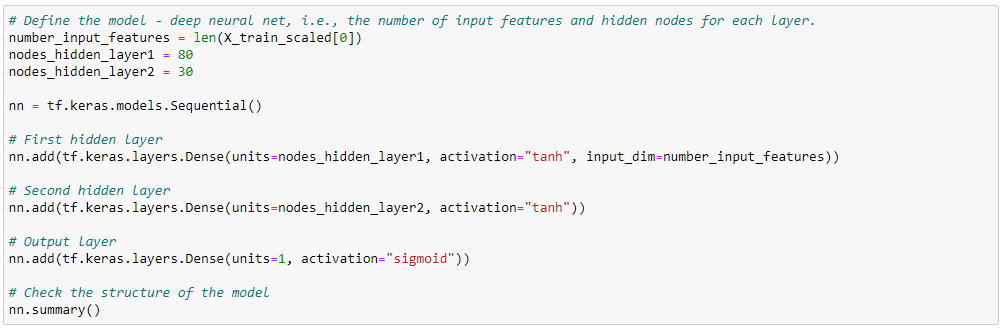 # Define the model - deep neural net, i.e., the number of input features and hidden nodes for each layer.
number_input_features = len(X_train_scaled[0])
nodes_hidden_layer1 = 80
nodes_hidden_layer2 = 30
nn = tf.keras.models.Sequential()
# First hidden layer
nn.add(tf.keras.layers.Dense(units=nodes_hidden_layer1, activation="tanh", input_dim=number_input_features))
# Second hidden layer
nn.add(tf.keras.layers.Dense(units=nodes_hidden_layer2, activation="tanh"))
# Output layer
nn.add(tf.keras.layers.Dense(units=1, activation="sigmoid"))
# Check the structure of the model
nn.summary()